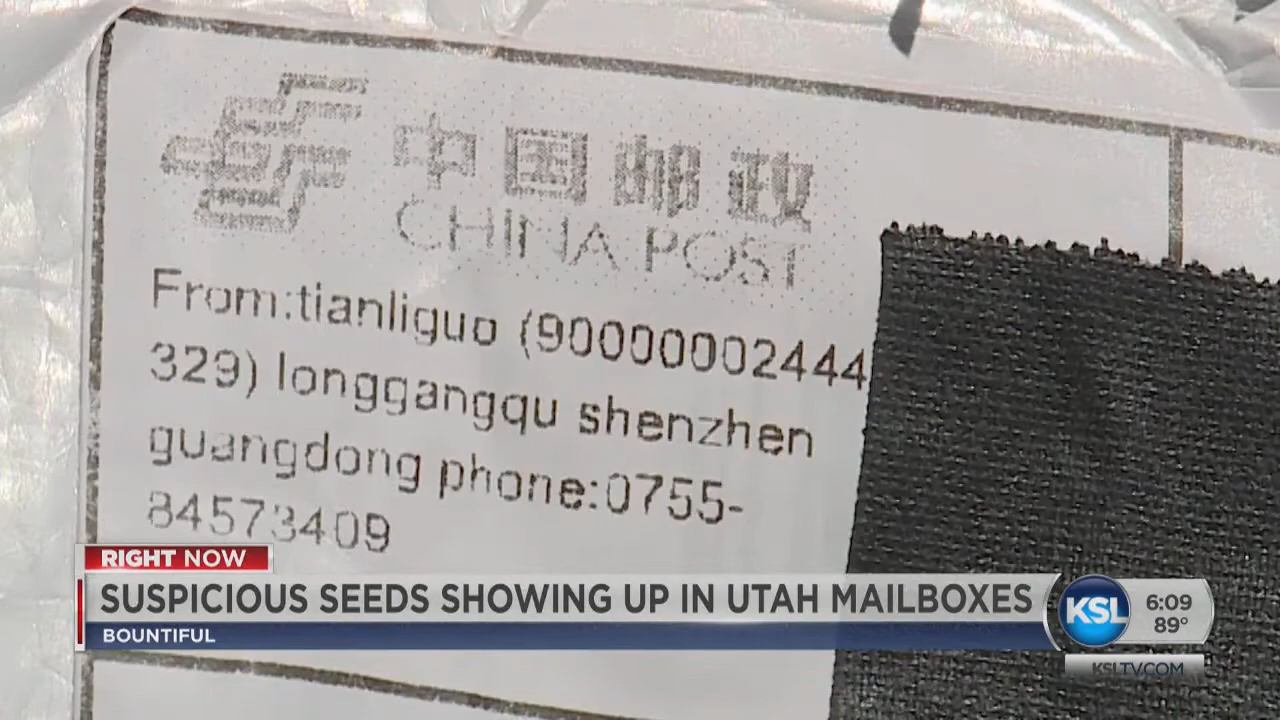 中国邮政
CHINA POST
From:tianliguo (90000002444
329) longgangqu shenzhen
guangdong phone:0755-
84573409
RIGHT NOW
SUSPICIOUS SEEDS SHOWING UP IN UTAH MAILBOXES
BOUNTIFUL
KSL
6:09
89°
KSLTV.COM